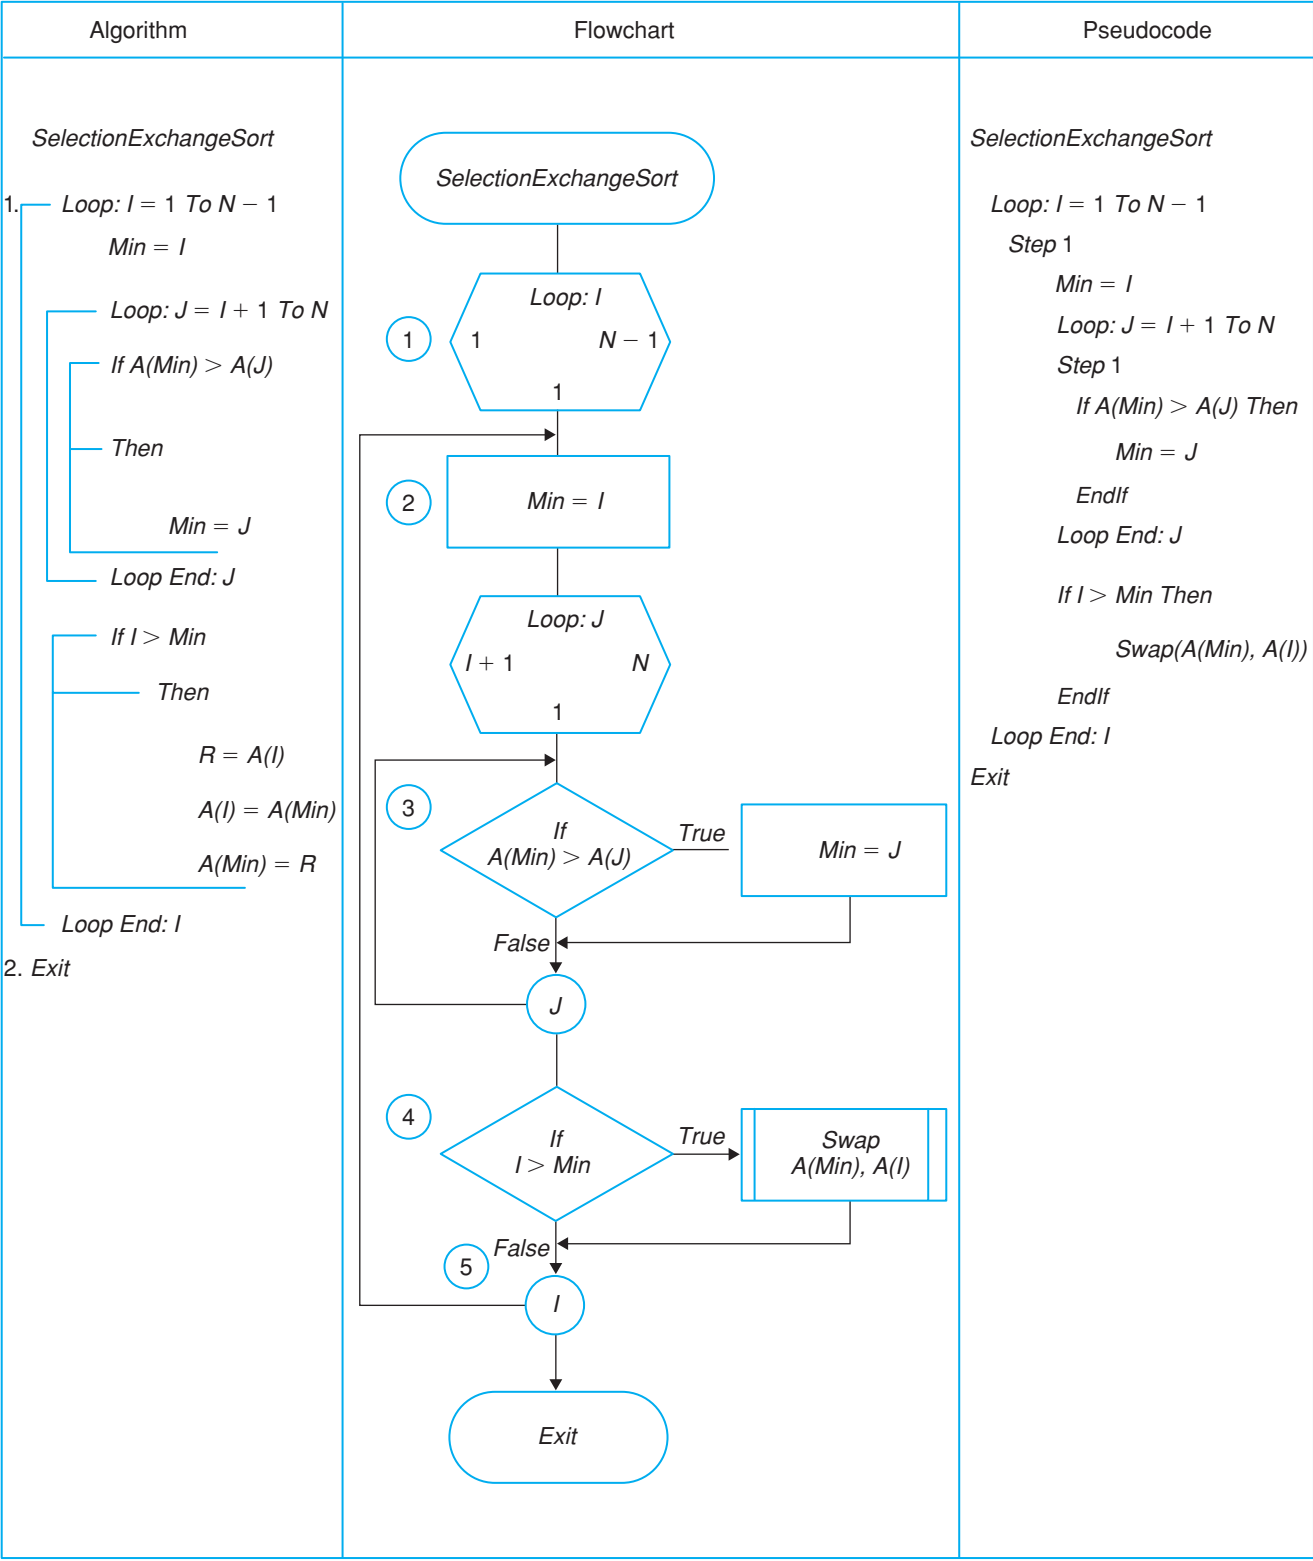 Algorithm
Flowchart
Pseudocode
SelectionExchangeSort
1. Loop: I = 1 To N − 1
Min = I
Loop: J = I + 1 To N
If A(Min) > A(J)
Then
Min = J
Loop End: J
If I > Min
Then
R = A(I)
A(I) = A(Min)
A(Min) = R
Loop End: I
2. Exit
SelectionExchangeSort
1
Loop: I
1 N − 1
1
2
Min = I
Loop: J
I + 1 N
1
3
If
A(Min) > A(J)
True
Min = J
False
J
4
If
I > Min
True
Swap
A(Min), A(I)
False
5
I
Exit
SelectionExchangeSort
Loop: I = 1 To N − 1
Step 1
Min = I
Loop: J = I + 1 To N
Step 1
If A(Min) > A(J) Then
Min = J
EndIf
Loop End: J
If I > Min Then
Swap(A(Min), A(I))
EndIf
Loop End: I
Exit